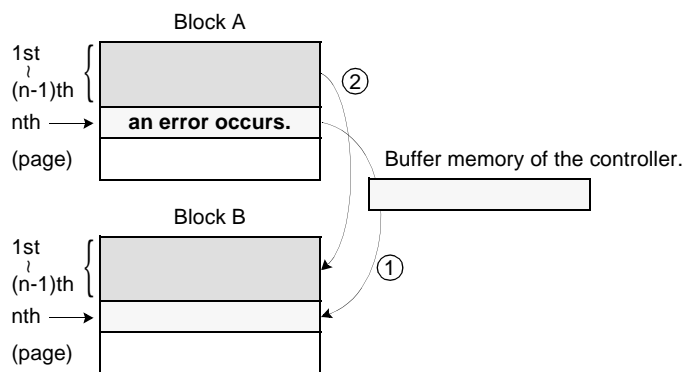 Block A
1st
~
(n-1)th
nth
an error occurs.
(page)
②
Buffer memory of the controller.
①
Block B
1st
~
(n-1)th
nth
(page)